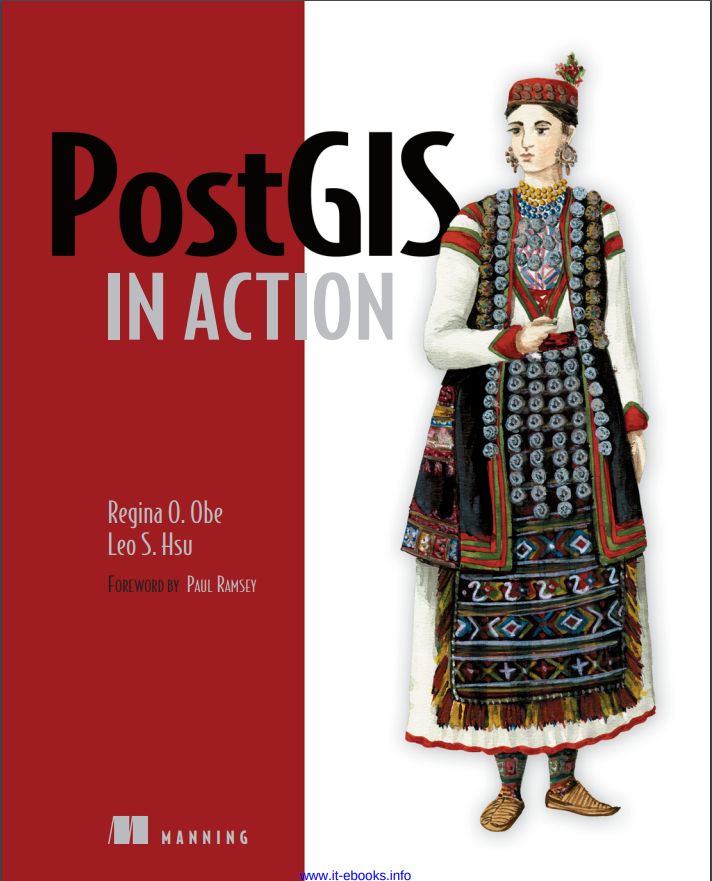 PostGIS
IN ACTION
Regina O. Obe
Leo S. Hsu
FOREWORD BY PAUL RAMSEY
MANNING
www.it-ebooks.info